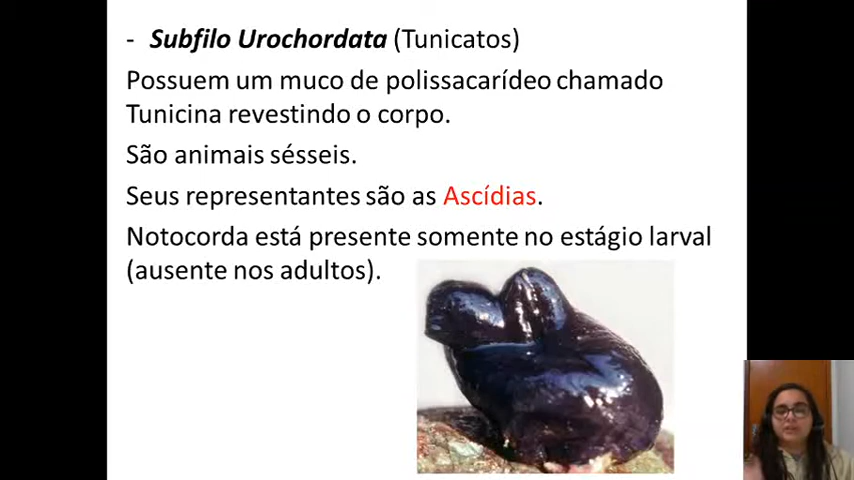 - Subfilo Urochordata (Tunicatos)
Possuem um muco de polissacarídeo chamado
Tunicina revestindo o corpo.
São animais sésseis.
Seus representantes são as Ascídias.
Notocorda está presente somente no estágio larval
(ausente nos adultos).